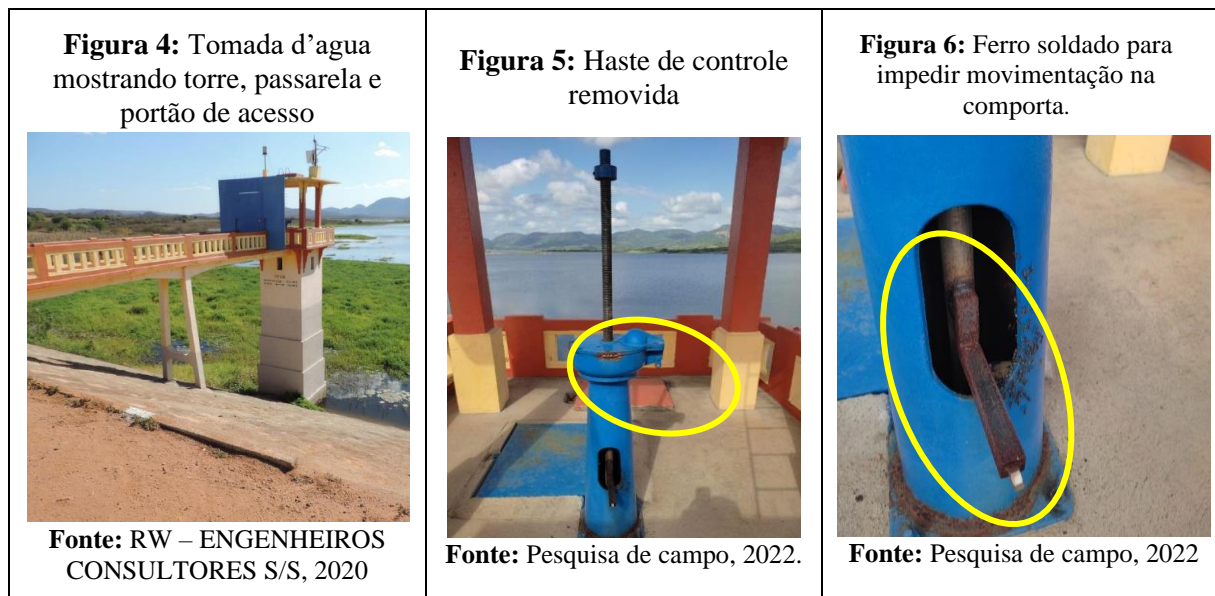 Figura 4: Tomada d’agua
mostrando torre, passarela e
portão de acesso
Fonte: RW – ENGENHEIROS
CONSULTORES S/S, 2020
Figura 5: Haste de controle
removida
Fonte: Pesquisa de campo, 2022.
Figura 6: Ferro soldado para
impedir movimentação na
comporta.
Fonte: Pesquisa de campo, 2022